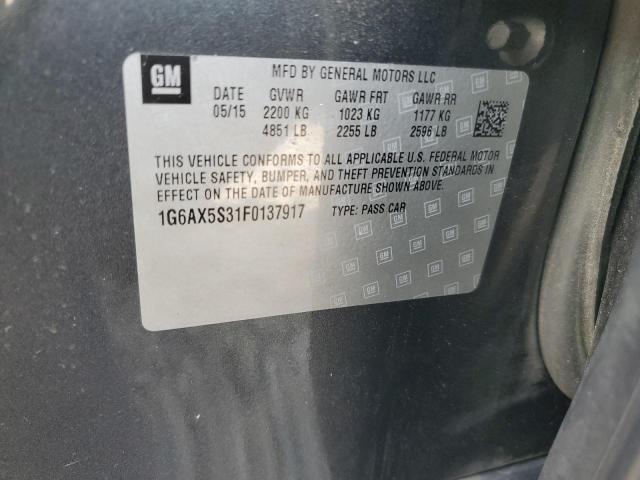 GM
MFD BY GENERAL MOTORS LLC
DATE GVWR GAWR FRT GAWR RR
05/15 2200 KG 1023 KG 1177 KG
4851 LB 2255 LB 2596 LB
THIS VEHICLE CONFORMS TO ALL APPLICABLE U.S. FEDERAL MOTOR
VEHICLE SAFETY, BUMPER, AND THEFT PREVENTION STANDARDS IN
EFFECT ON THE DATE OF MANUFACTURE SHOWN ABOVE.
1G6AX5S31F0137917 TYPE: PASS CAR